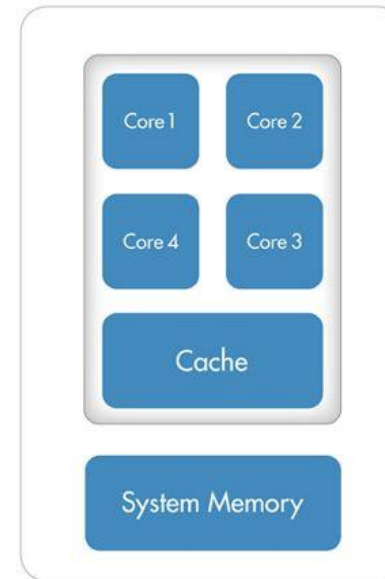 Core 1
Core 2
Core 4
Core 3
Cache
System Memory